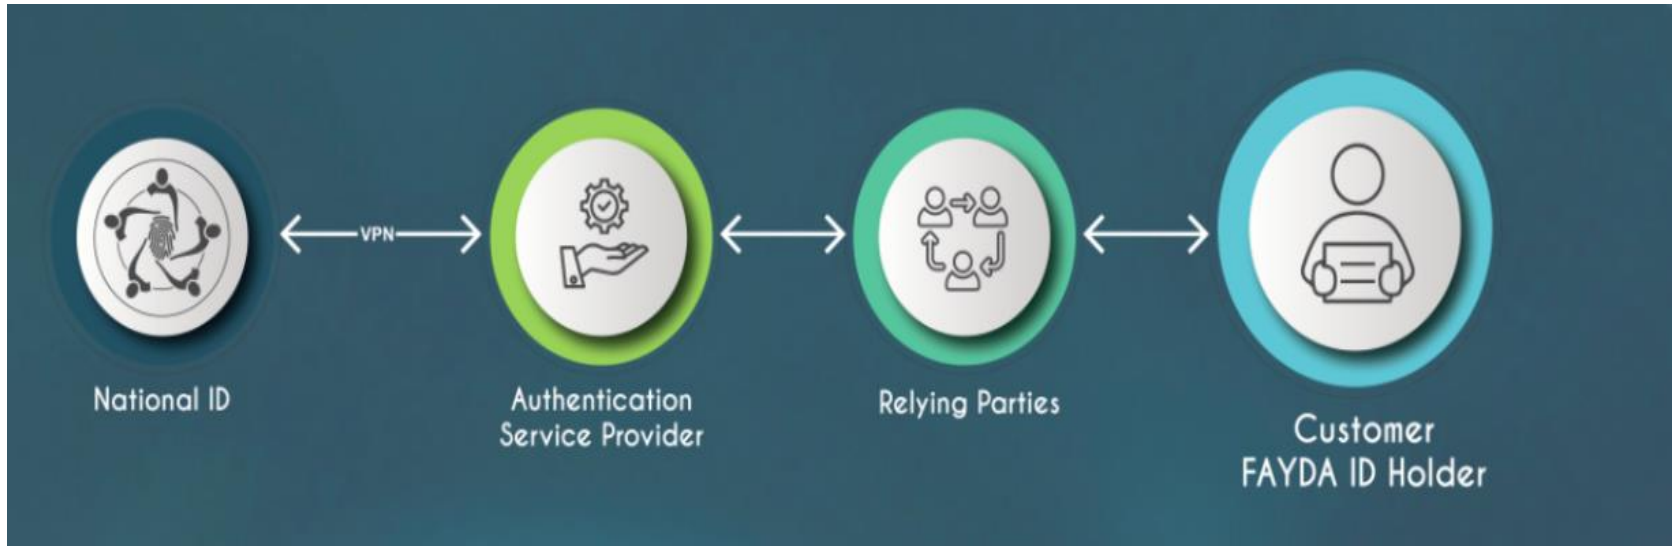 VPN
National ID
Authentication
Service Provider
Relying Parties
Customer
FAYDA ID Holder